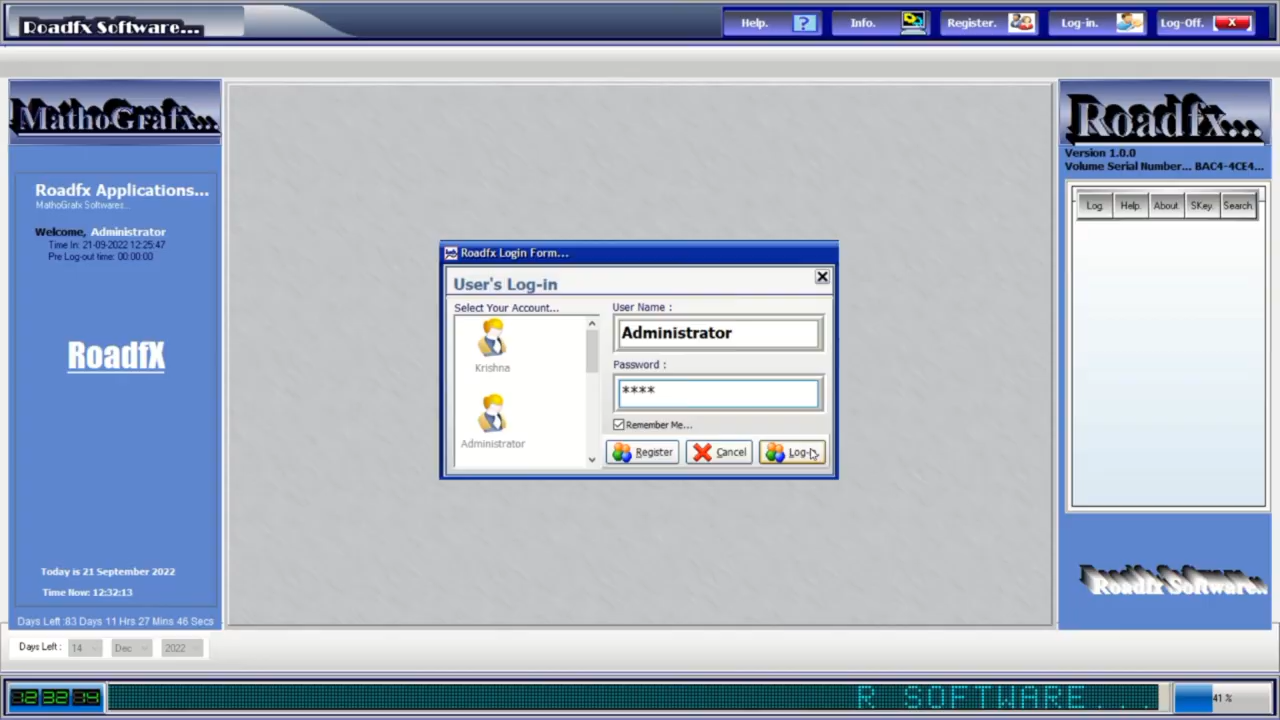 Roadfx Software...
Help.
Info.
Register.
Log-in.
Log-Off.
MathoGrafx...
Roadfx Applications...
MathoGrafx Softwares...
Welcome, Administrator
Time In: 21-09-2022 12:25:47
Pre Log-out time: 00:00:00
RoadfX
Today is 21 September 2022
Time Now: 12:32:13
Days Left :83 Days 11 Hrs 27 Mins 46 Secs
Days Left : 14 Dec 2022
Roadfx Login Form...
User's Log-in
Select Your Account...
Krishna
Administrator
User Name :
Administrator
Password :
****
Remember Me...
Register
Cancel
Log-
Roadfx...
Version 1.0.0
Volume Serial Number... BAC4-4CE4...
Log. Help. About. SKey. Search.
Roadfx Software..
12:32:14
R SOFTWARE...
41 %